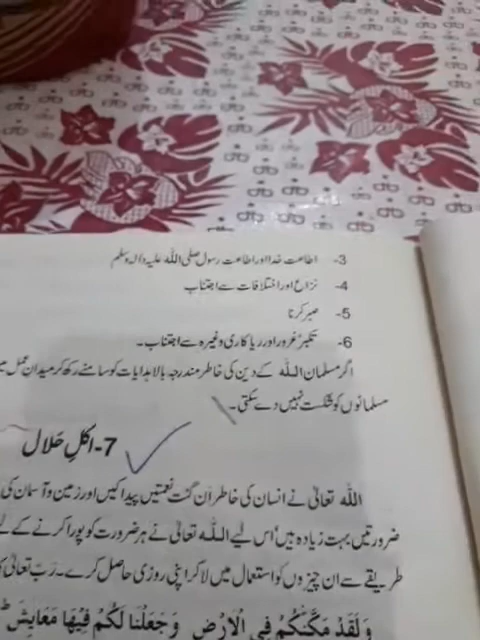 3- اطاعت خدا اور اطاعت رسول صلی اللہ علیہ والہ وسلم
4- نزاع اور اختلافات سے اجتناب
5- صبر کرنا
6- تکبر غرور اور ریا کاری وغیرہ سے اجتناب۔
اگر مسلمان اللہ کے دین کی خاطر مندرجہ بالا ہدایات کو سامنے رکھ کر میدان عمل
مسلمانوں کو شکست نہیں دے سکتی۔
7- اکلِ حلال
اللہ تعالیٰ نے انسان کی خاطر ان گنت نعمتیں پیدا کیں اور زمین و آسمان کی
ضرورتیں بہت زیادہ ہیں اس لیے اللہ تعالیٰ نے ہر ضرورت کو پورا کرنے کے
طریقے سے ان چیزوں کو استعمال میں لا کر اپنی روزی حاصل کرے۔ رب تعالیٰ
وَلَقَدْ مَكَّنّٰكُمْ فِی الْاَرْضِ وَجَعَلْنَا لَكُمْ فِیْهَا مَعَایِشَ ؕ